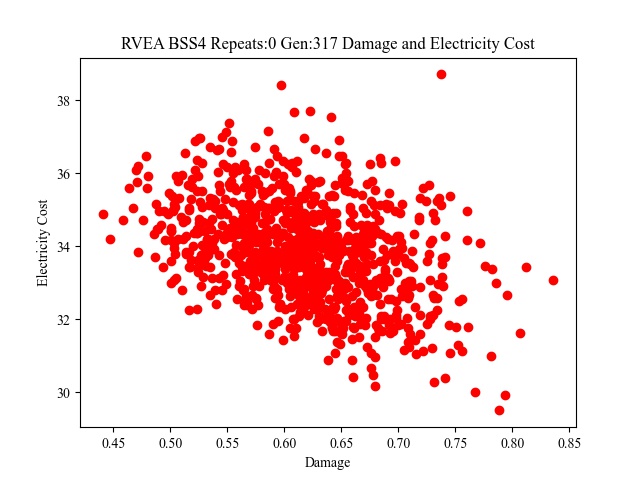 RVEA BSS4 Repeats:0 Gen:317 Damage and Electricity Cost
38
36
34
32
30
Electricity Cost
0.45 0.50 0.55 0.60 0.65 0.70 0.75 0.80 0.85
Damage